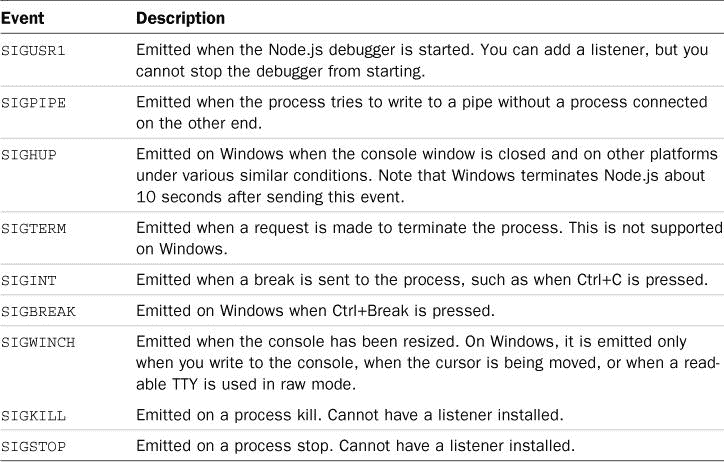 Event Description
SIGUSR1 Emitted when the Node.js debugger is started. You can add a listener, but you
cannot stop the debugger from starting.
SIGPIPE Emitted when the process tries to write to a pipe without a process connected
on the other end.
SIGHUP Emitted on Windows when the console window is closed and on other platforms
under various similar conditions. Note that Windows terminates Node.js about
10 seconds after sending this event.
SIGTERM Emitted when a request is made to terminate the process. This is not supported
on Windows.
SIGINT Emitted when a break is sent to the process, such as when Ctrl+C is pressed.
SIGBREAK Emitted on Windows when Ctrl+Break is pressed.
SIGWINCH Emitted when the console has been resized. On Windows, it is emitted only
when you write to the console, when the cursor is being moved, or when a read-
able TTY is used in raw mode.
SIGKILL Emitted on a process kill. Cannot have a listener installed.
SIGSTOP Emitted on a process stop. Cannot have a listener installed.